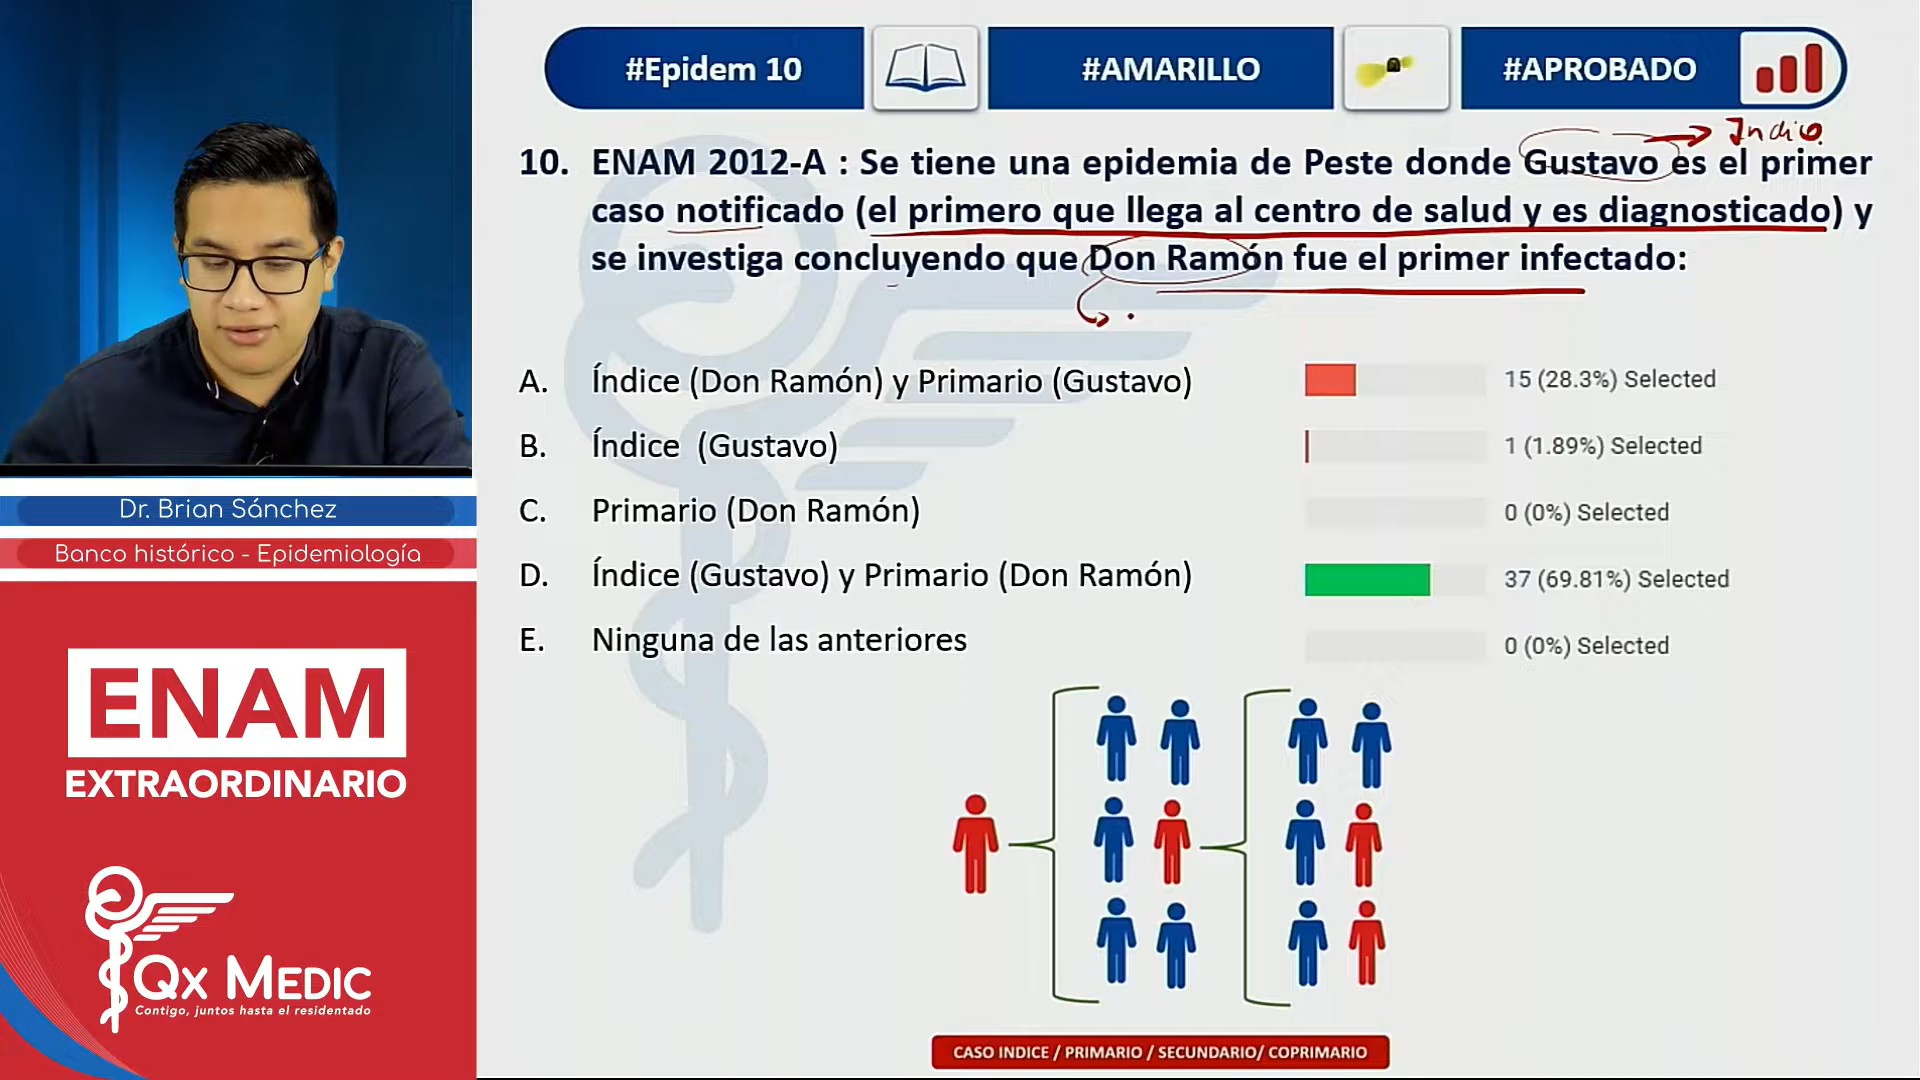 #Epidem 10
#AMARILLO
#APROBADO
Indice
10. ENAM 2012-A : Se tiene una epidemia de Peste donde Gustavo es el primer
caso notificado (el primero que llega al centro de salud y es diagnosticado) y
se investiga concluyendo que Don Ramón fue el primer infectado:
A. Índice (Don Ramón) y Primario (Gustavo)
15 (28.3%) Selected
B. Índice (Gustavo)
1 (1.89%) Selected
C. Primario (Don Ramón)
0 (0%) Selected
D. Índice (Gustavo) y Primario (Don Ramón)
37 (69.81%) Selected
E. Ninguna de las anteriores
0 (0%) Selected
CASO INDICE / PRIMARIO / SECUNDARIO/ COPRIMARIO
Dr. Brian Sánchez
Banco histórico - Epidemiología
ENAM
EXTRAORDINARIO
QX MEDIC
Contigo, juntos hasta el residentado